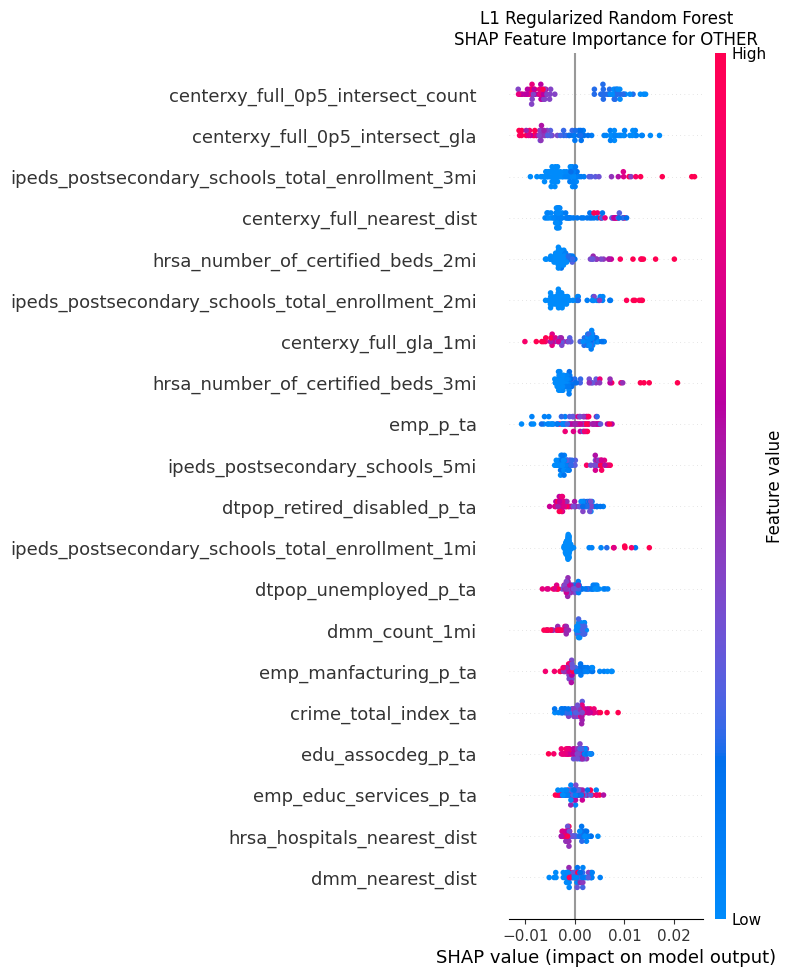 L1 Regularized Random Forest
SHAP Feature Importance for OTHER
High
centerxy_full_0p5_intersect_count
centerxy_full_0p5_intersect_gla
ipeds_postsecondary_schools_total_enrollment_3mi
centerxy_full_nearest_dist
hrsa_number_of_certified_beds_2mi
ipeds_postsecondary_schools_total_enrollment_2mi
centerxy_full_gla_1mi
hrsa_number_of_certified_beds_3mi
emp_p_ta
ipeds_postsecondary_schools_5mi
dtpop_retired_disabled_p_ta
ipeds_postsecondary_schools_total_enrollment_1mi
dtpop_unemployed_p_ta
dmm_count_1mi
emp_manfacturing_p_ta
crime_total_index_ta
edu_assocdeg_p_ta
emp_educ_services_p_ta
hrsa_hospitals_nearest_dist
dmm_nearest_dist
Feature value
Low
−0.01 0.00 0.01 0.02
SHAP value (impact on model output)